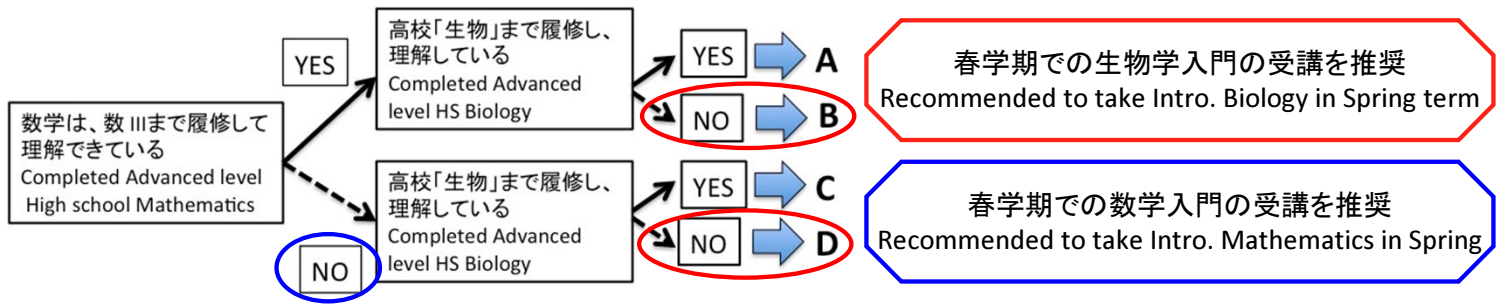 数学は、数 IIIまで履修して
理解できている
Completed Advanced level
High school Mathematics
YES
高校「生物」まで履修し、
理解している
Completed Advanced
level HS Biology
YES
A
NO
B
NO
高校「生物」まで履修し、
理解している
Completed Advanced
level HS Biology
YES
C
NO
D
春学期での生物学入門の受講を推奨
Recommended to take Intro. Biology in Spring term
春学期での数学入門の受講を推奨
Recommended to take Intro. Mathematics in Spring